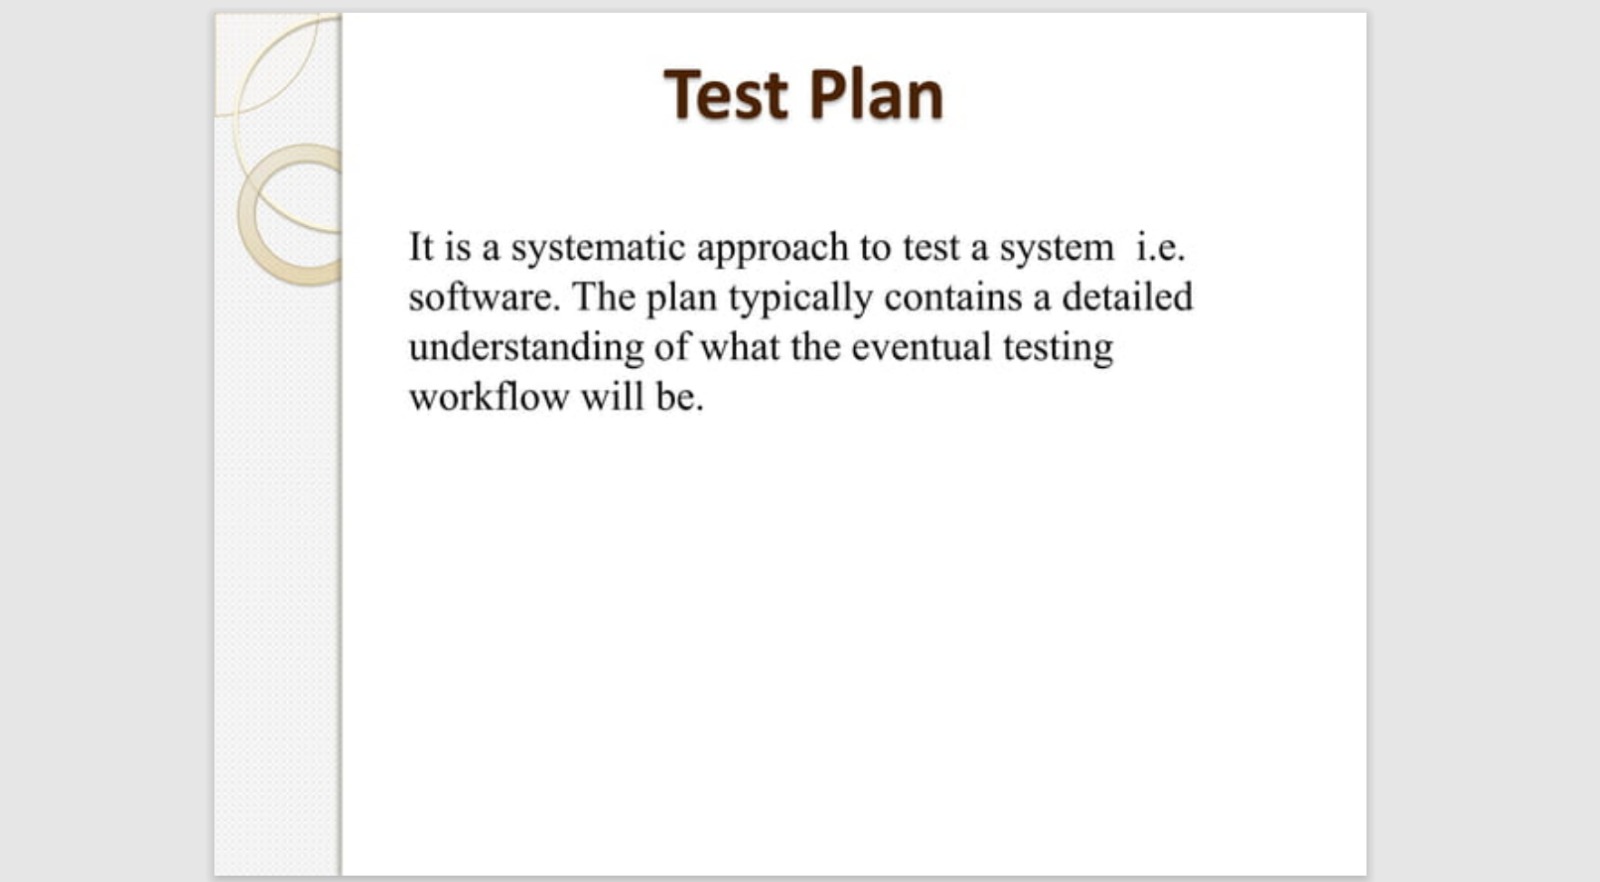 Test Plan
It is a systematic approach to test a system  i.e.
software. The plan typically contains a detailed
understanding of what the eventual testing
workflow will be.